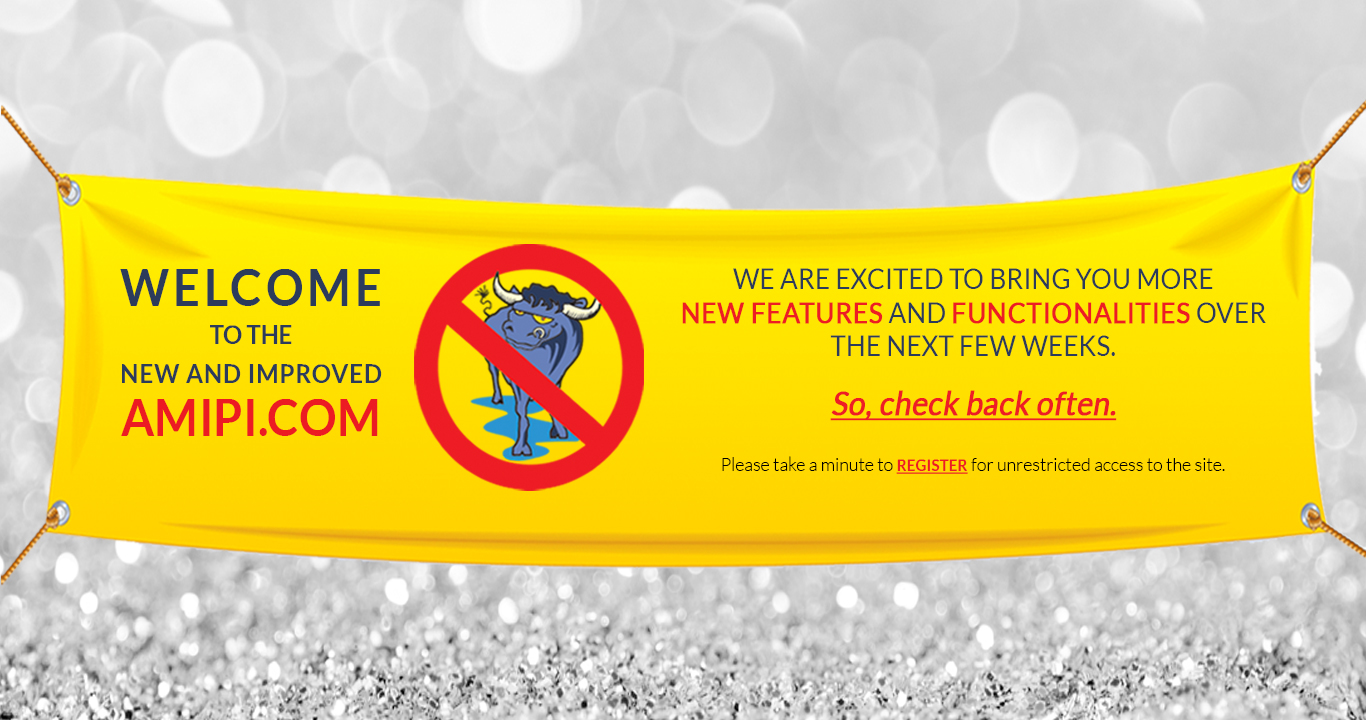 WELCOME
TO THE
NEW AND IMPROVED
AMIPI.COM
WE ARE EXCITED TO BRING YOU MORE
NEW FEATURES AND FUNCTIONALITIES OVER
THE NEXT FEW WEEKS.
So, check back often.
Please take a minute to REGISTER for unrestricted access to the site.